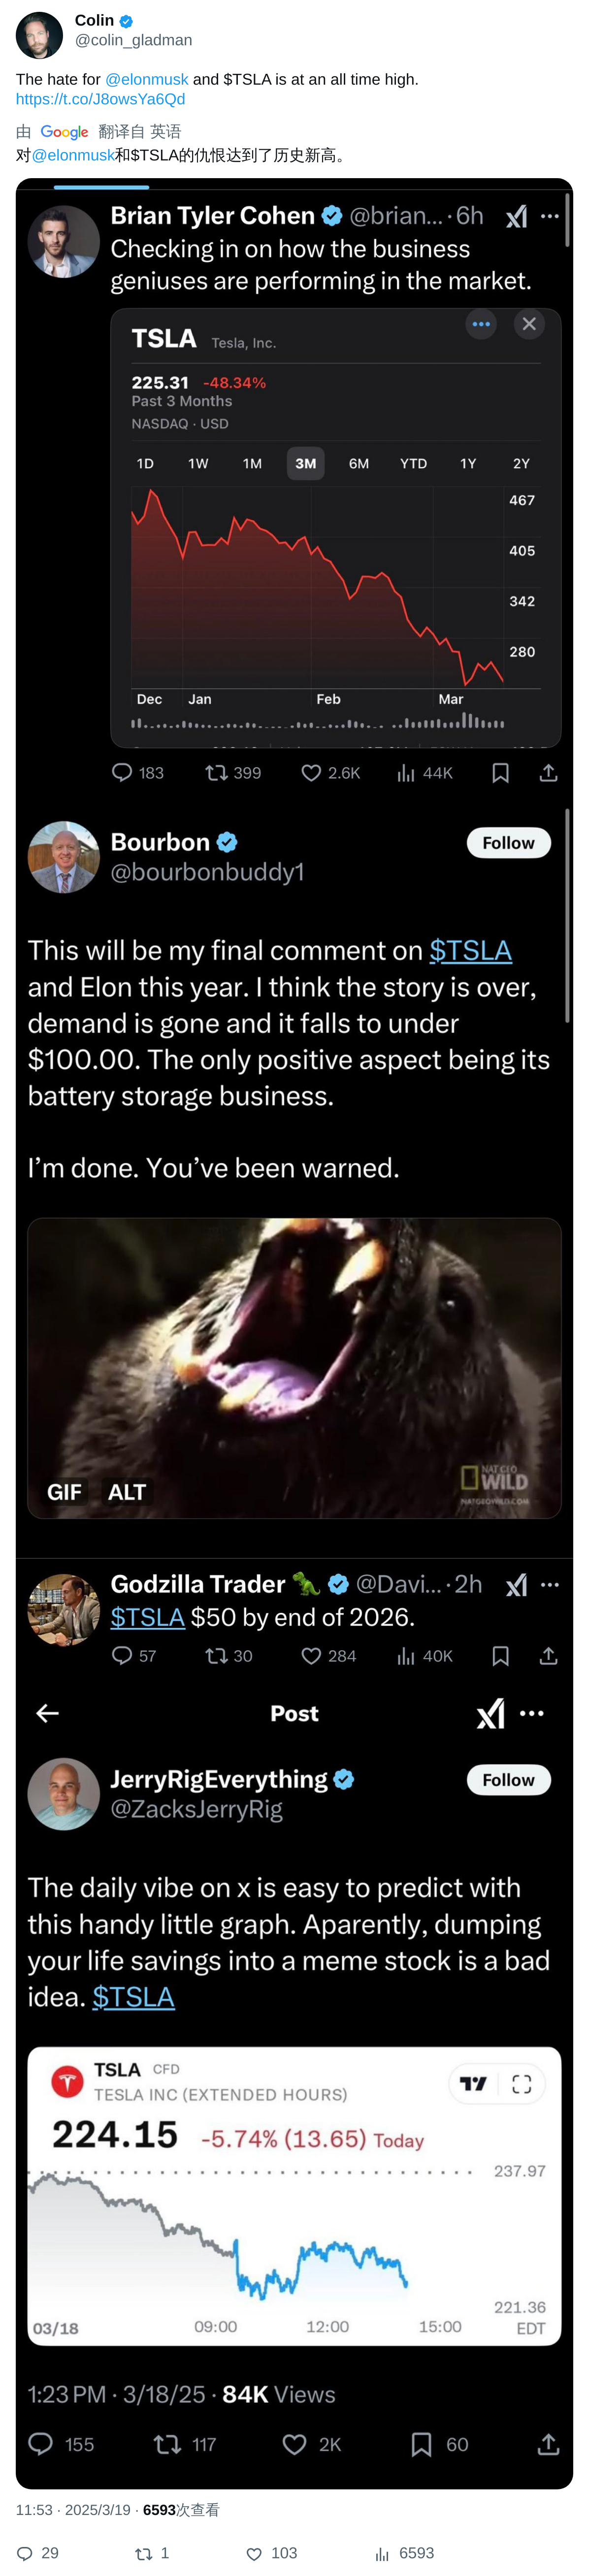 Colin
@colin_gladman
The hate for @elonmusk and $TSLA is at an all time high.
https://t.co/J8owsYa6Qd
由 Google 翻译自 英语
对@elonmusk和$TSLA的仇恨达到了历史新高。
Brian Tyler Cohen @brian... · 6h
Checking in on how the business
geniuses are performing in the market.
TSLA Tesla, Inc.
225.31 -48.34%
Past 3 Months
NASDAQ · USD
1D 1W 1M 3M 6M YTD 1Y 2Y
467
405
342
280
Dec Jan Feb Mar
183 399 2.6K 44K
Bourbon
@bourbonbuddy1
Follow
This will be my final comment on $TSLA
and Elon this year. I think the story is over,
demand is gone and it falls to under
$100.00. The only positive aspect being its
battery storage business.
I’m done. You’ve been warned.
GIF ALT
NAT GEO
WILD
NATGEOWILD.COM
Godzilla Trader 🦖 @Davi... · 2h
$TSLA $50 by end of 2026.
57 30 284 40K
Post
JerryRigEverything
@ZacksJerryRig
Follow
The daily vibe on x is easy to predict with
this handy little graph. Aparently, dumping
your life savings into a meme stock is a bad
idea. $TSLA
TSLA CFD
TESLA INC (EXTENDED HOURS)
224.15 -5.74% (13.65) Today
237.97
221.36
03/18 09:00 12:00 15:00 EDT
1:23 PM · 3/18/25 · 84K Views
155 117 2K 60
11:53 · 2025/3/19 · 6593次查看
29 1 103 6593